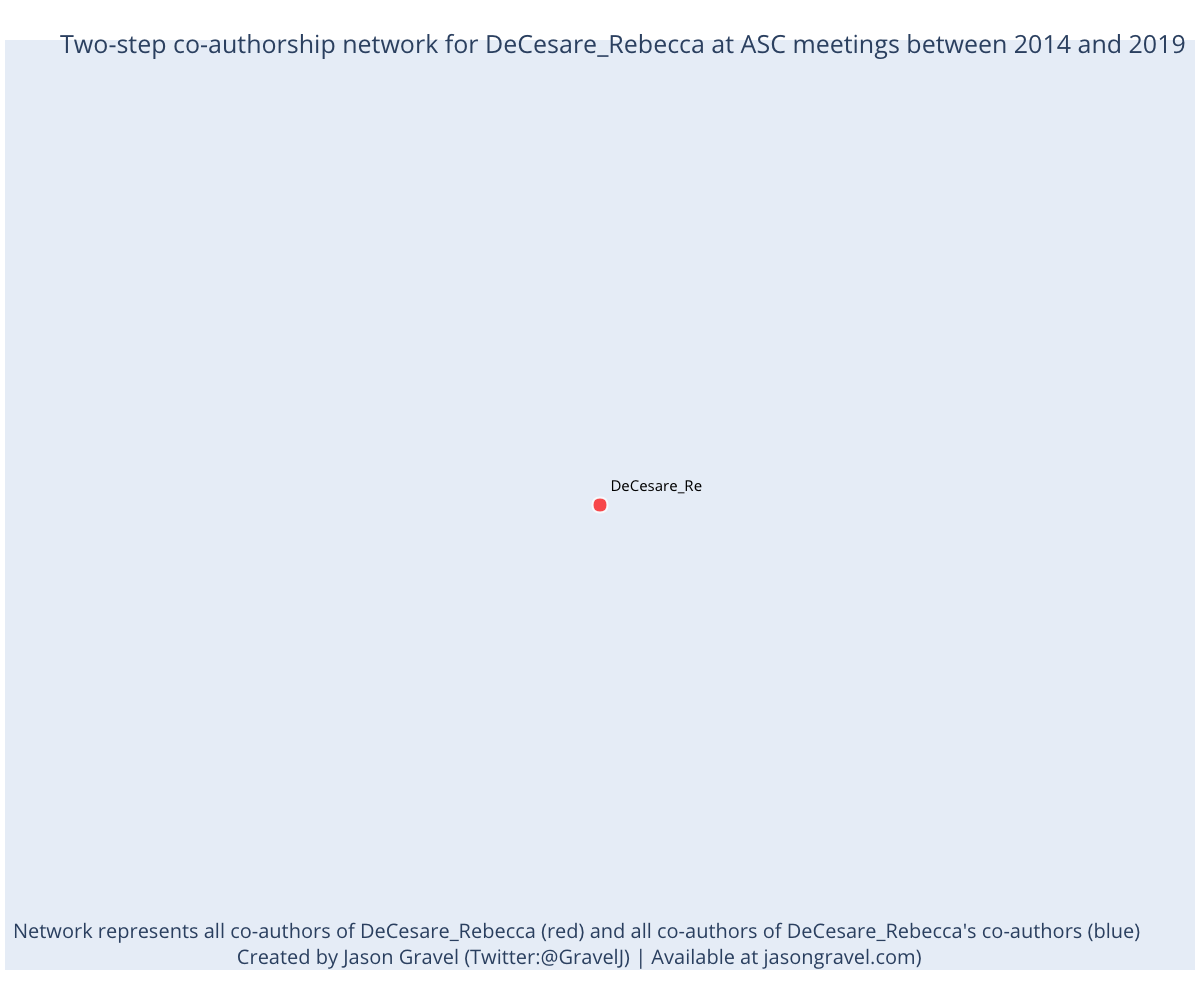 Two-step co-authorship network for DeCesare_Rebecca at ASC meetings between 2014 and 2019
DeCesare_Re
Network represents all co-authors of DeCesare_Rebecca (red) and all co-authors of DeCesare_Rebecca's co-authors (blue)
Created by Jason Gravel (Twitter:@GravelJ) | Available at jasongravel.com)